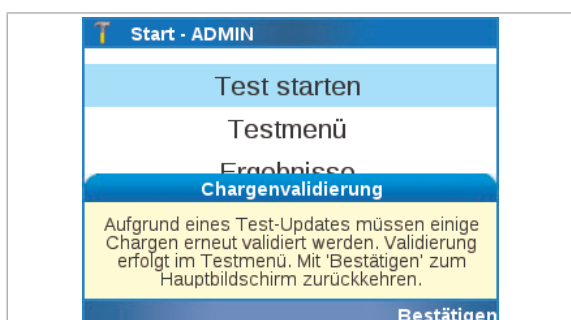 Start - ADMIN
Test starten
Testmenü
Ergebnisse
Chargenvalidierung
Aufgrund eines Test-Updates müssen einige
Chargen erneut validiert werden. Validierung
erfolgt im Testmenü. Mit 'Bestätigen' zum
Hauptbildschirm zurückkehren.
Bestätigen